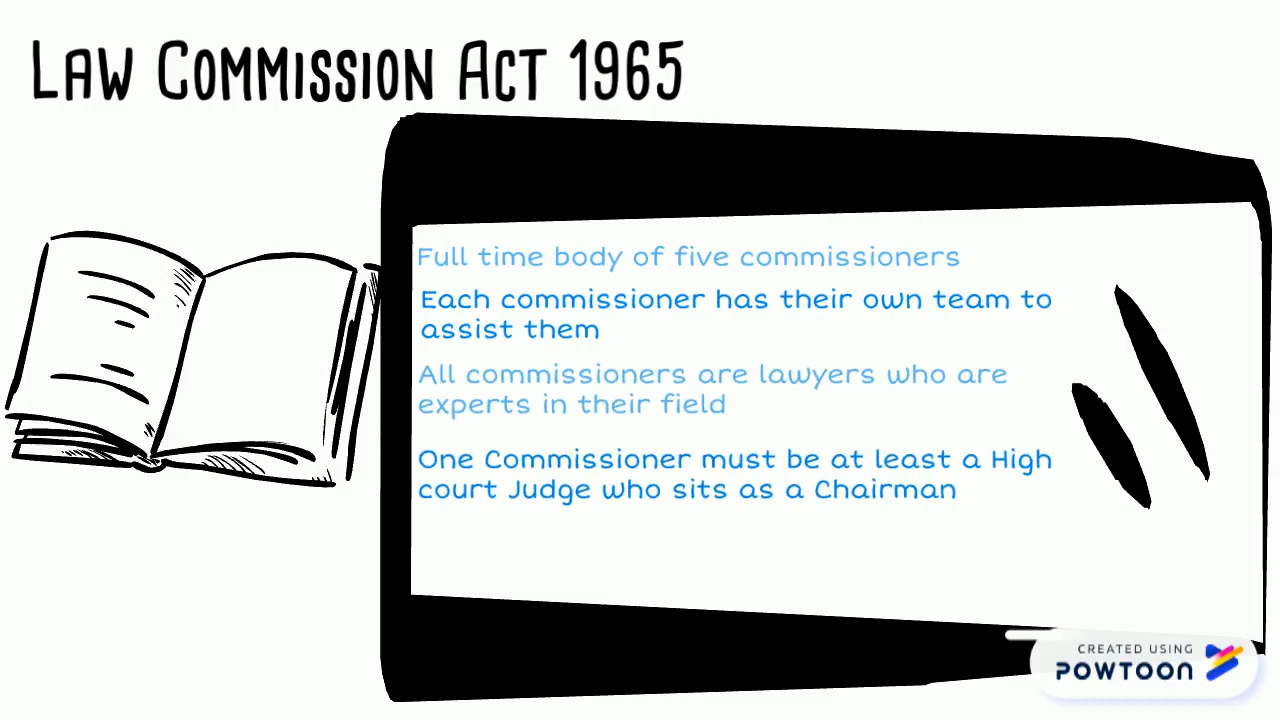 Law Commission Act 1965
Full time body of five commissioners
Each commissioner has their own team to
assist them
All commissioners are lawyers who are
experts in their field
One Commissioner must be at least a High
court Judge who sits as a Chairman
CREATED USING
POWTOON